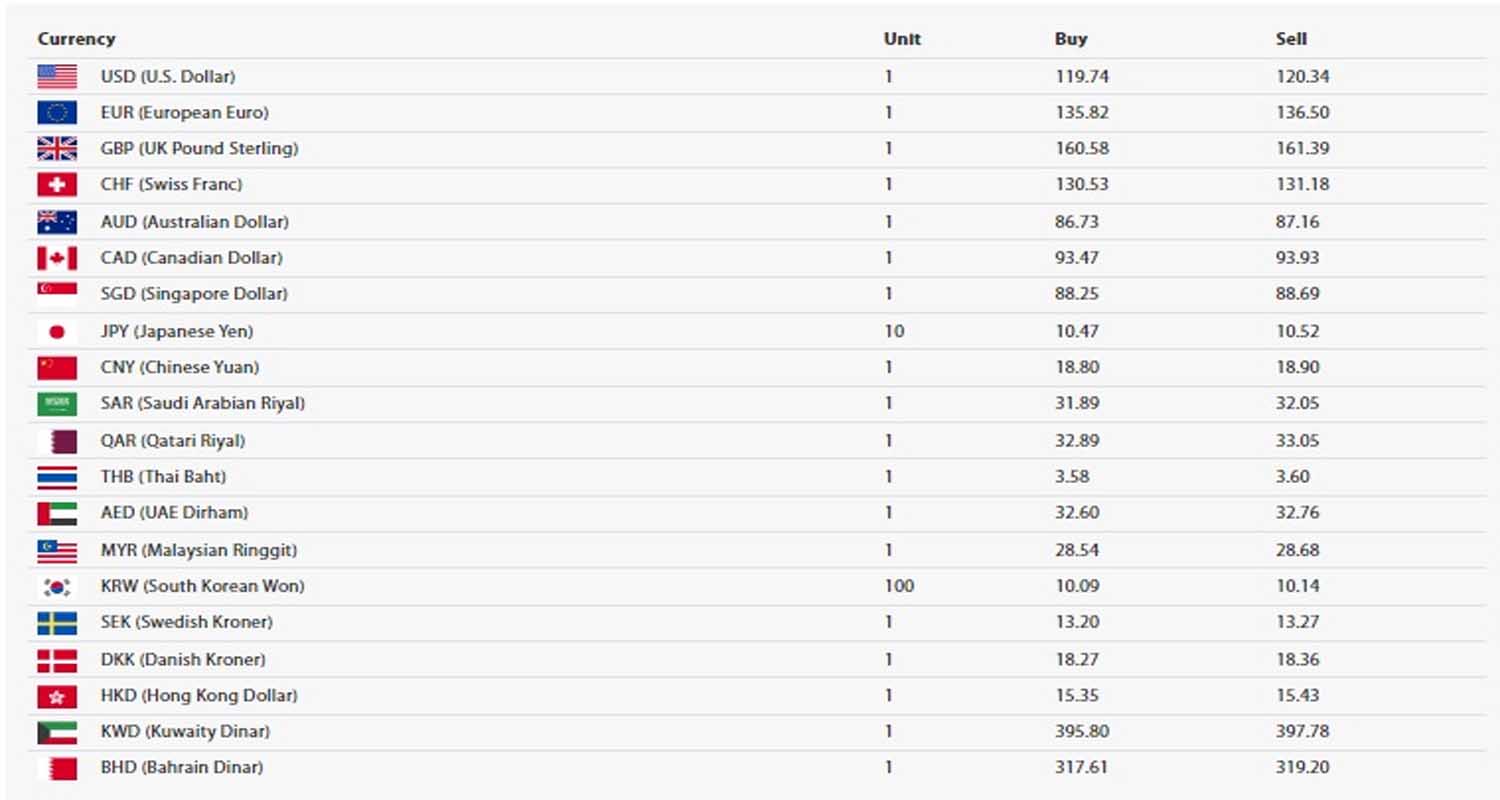 Currency Unit Buy Sell
USD (U.S. Dollar) 1 119.74 120.34
EUR (European Euro) 1 135.82 136.50
GBP (UK Pound Sterling) 1 160.58 161.39
CHF (Swiss Franc) 1 130.53 131.18
AUD (Australian Dollar) 1 86.73 87.16
CAD (Canadian Dollar) 1 93.47 93.93
SGD (Singapore Dollar) 1 88.25 88.69
JPY (Japanese Yen) 10 10.47 10.52
CNY (Chinese Yuan) 1 18.80 18.90
SAR (Saudi Arabian Riyal) 1 31.89 32.05
QAR (Qatari Riyal) 1 32.89 33.05
THB (Thai Baht) 1 3.58 3.60
AED (UAE Dirham) 1 32.60 32.76
MYR (Malaysian Ringgit) 1 28.54 28.68
KRW (South Korean Won) 100 10.09 10.14
SEK (Swedish Kroner) 1 13.20 13.27
DKK (Danish Kroner) 1 18.27 18.36
HKD (Hong Kong Dollar) 1 15.35 15.43
KWD (Kuwaity Dinar) 1 395.80 397.78
BHD (Bahrain Dinar) 1 317.61 319.20